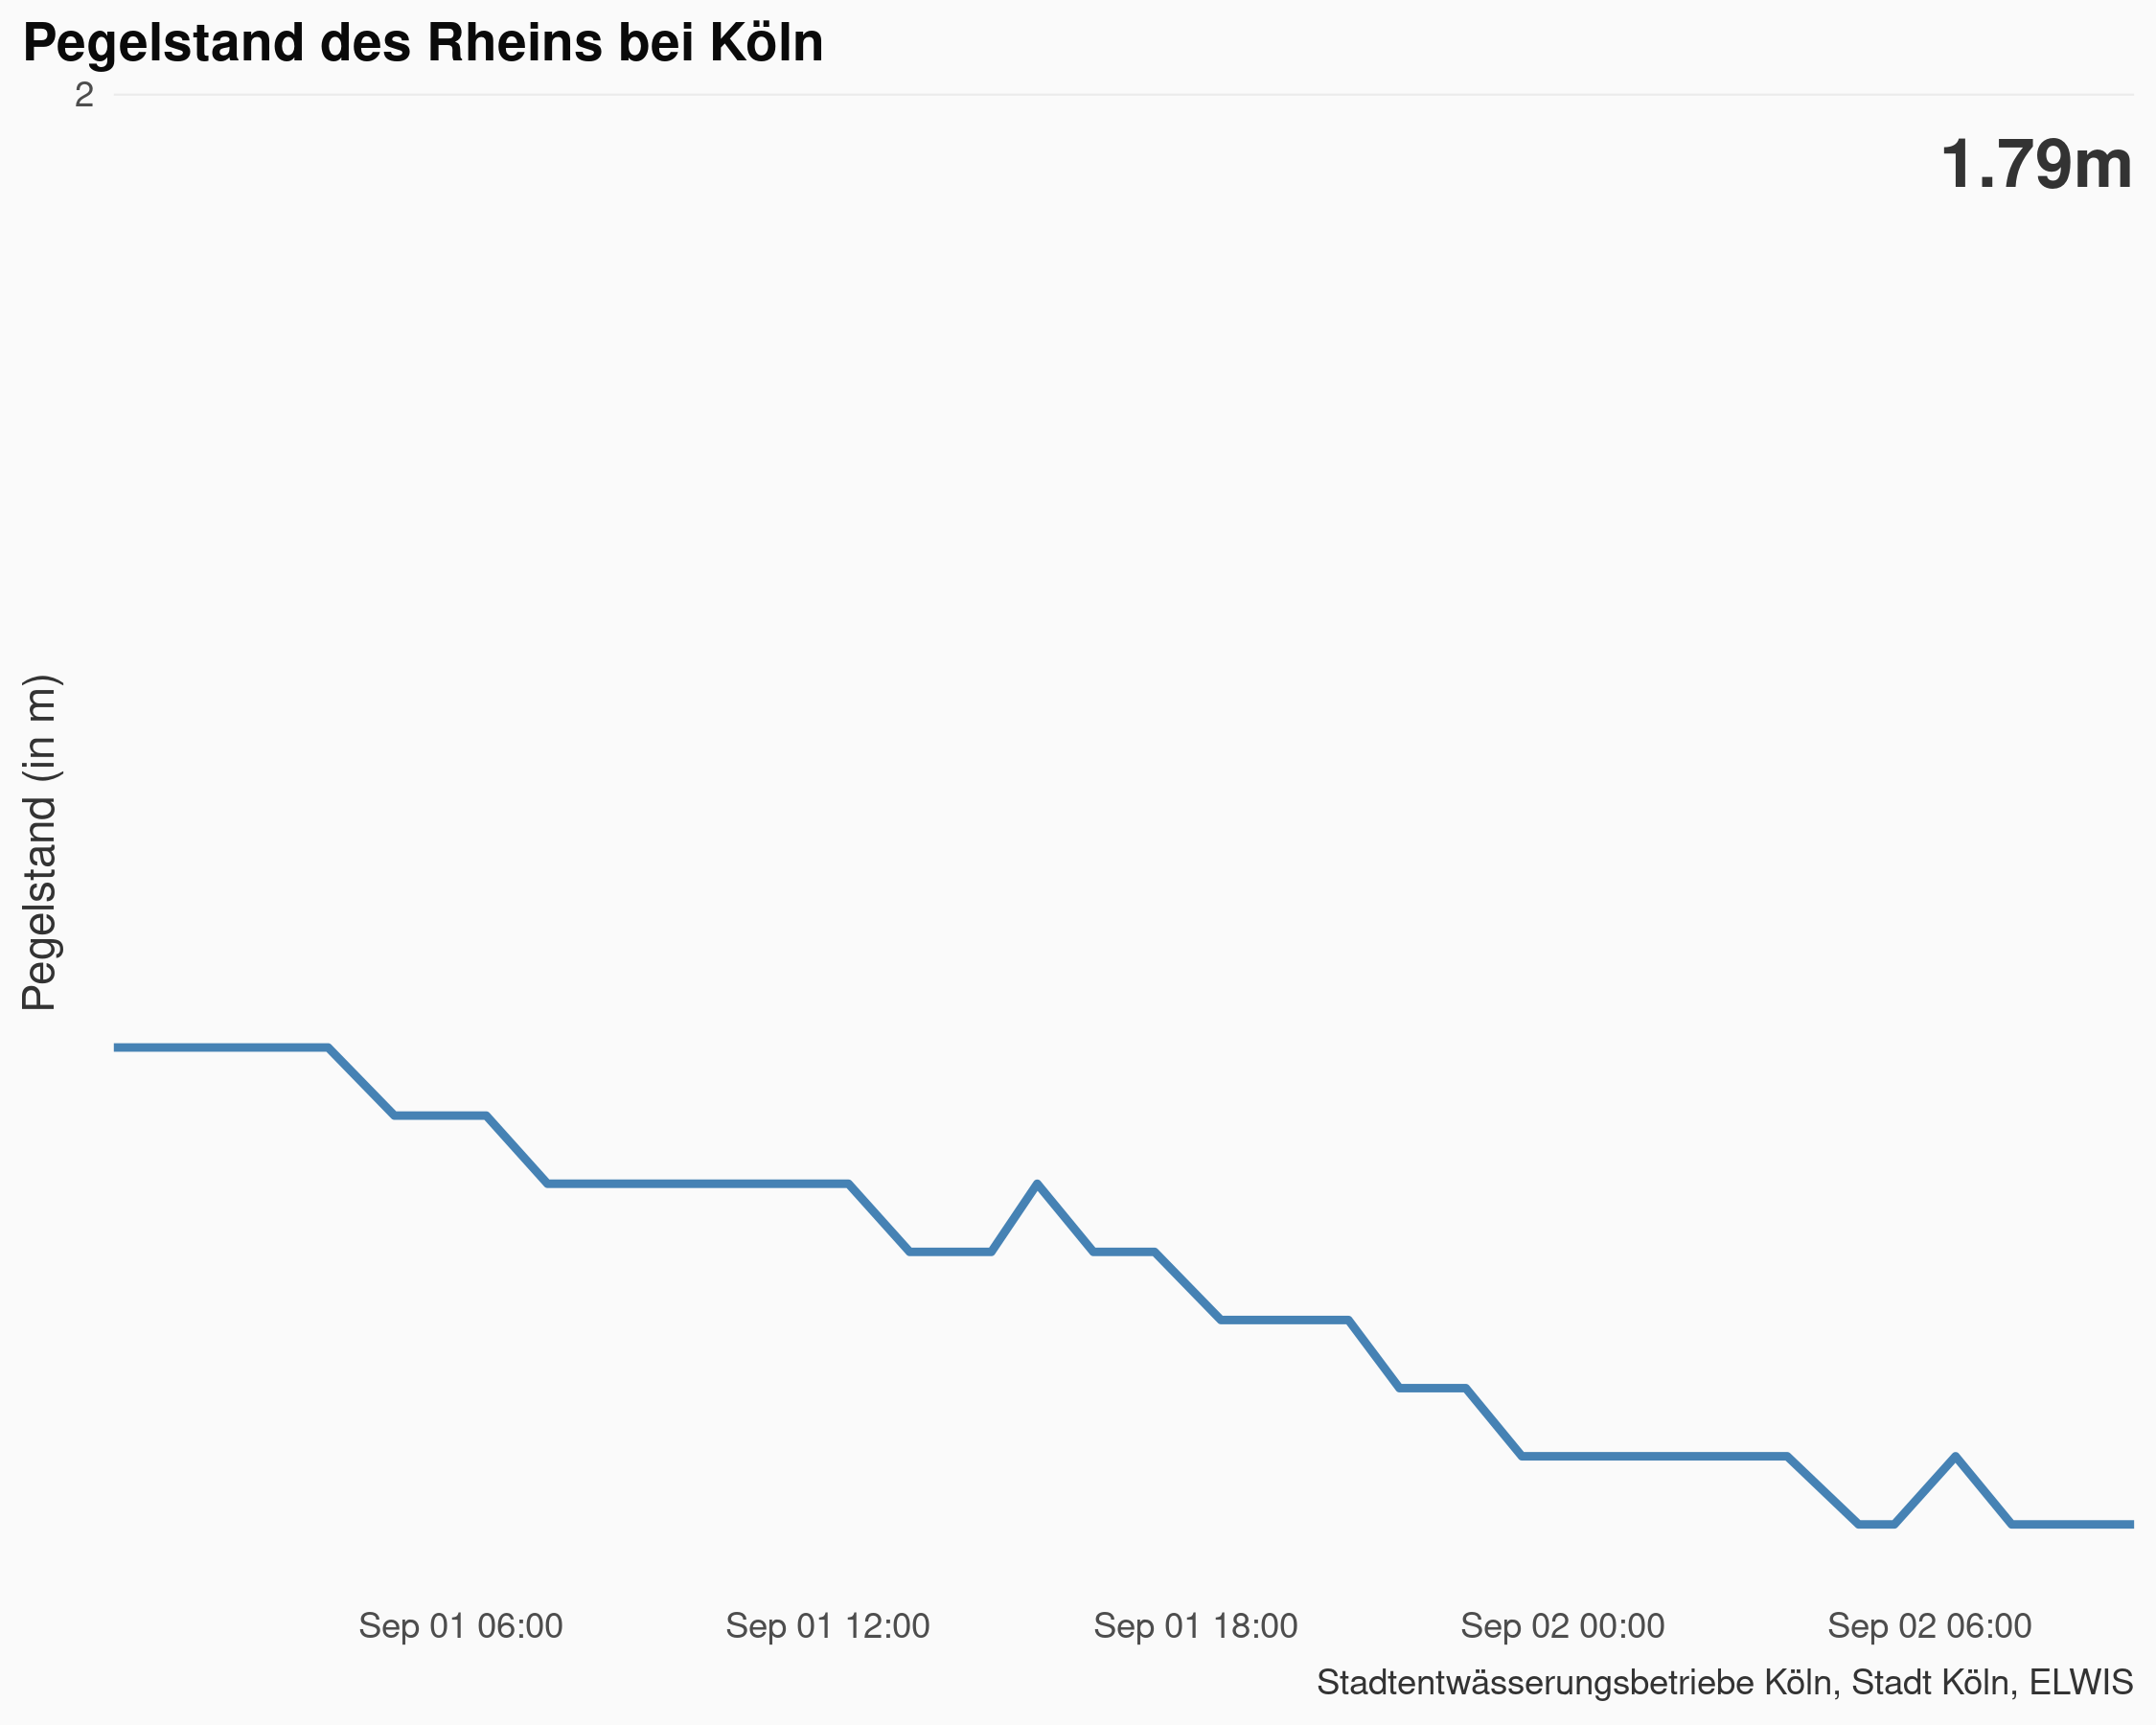 Pegelstand des Rheins bei Köln
2
1.79m
Pegelstand (in m)
Sep 01 06:00
Sep 01 12:00
Sep 01 18:00
Sep 02 00:00
Sep 02 06:00
Stadtentwässerungsbetriebe Köln, Stadt Köln, ELWIS